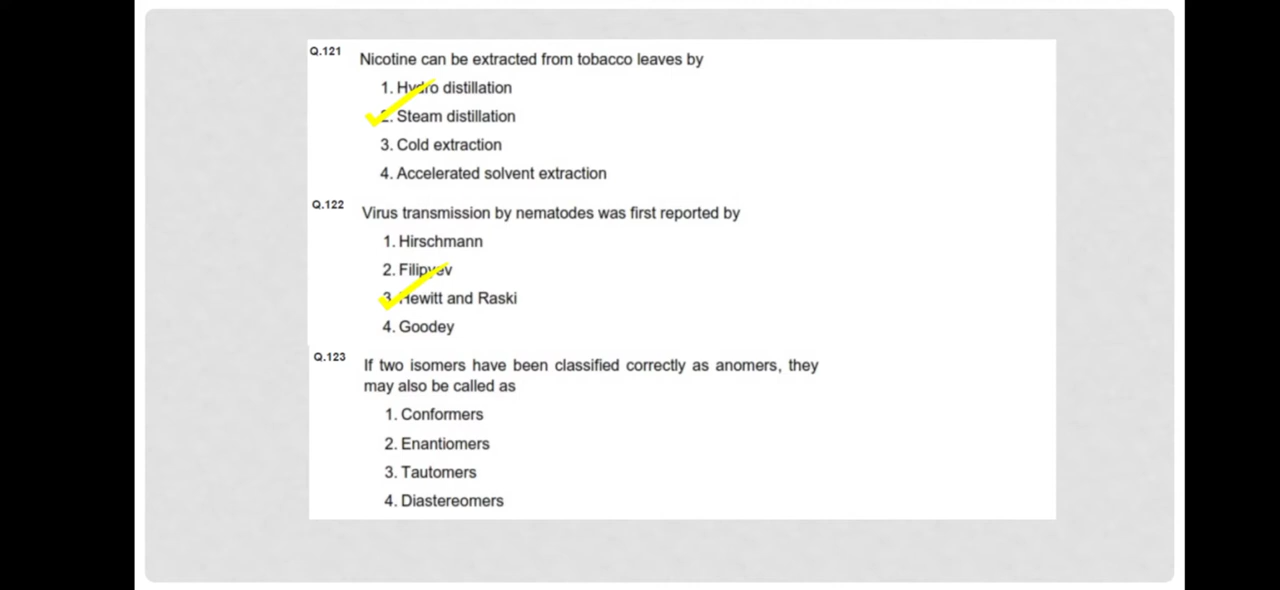 Q.121 Nicotine can be extracted from tobacco leaves by
1. Hydro distillation
2. Steam distillation
3. Cold extraction
4. Accelerated solvent extraction
Q.122 Virus transmission by nematodes was first reported by
1. Hirschmann
2. Filipyev
3. Hewitt and Raski
4. Goodey
Q.123 If two isomers have been classified correctly as anomers, they
may also be called as
1. Conformers
2. Enantiomers
3. Tautomers
4. Diastereomers